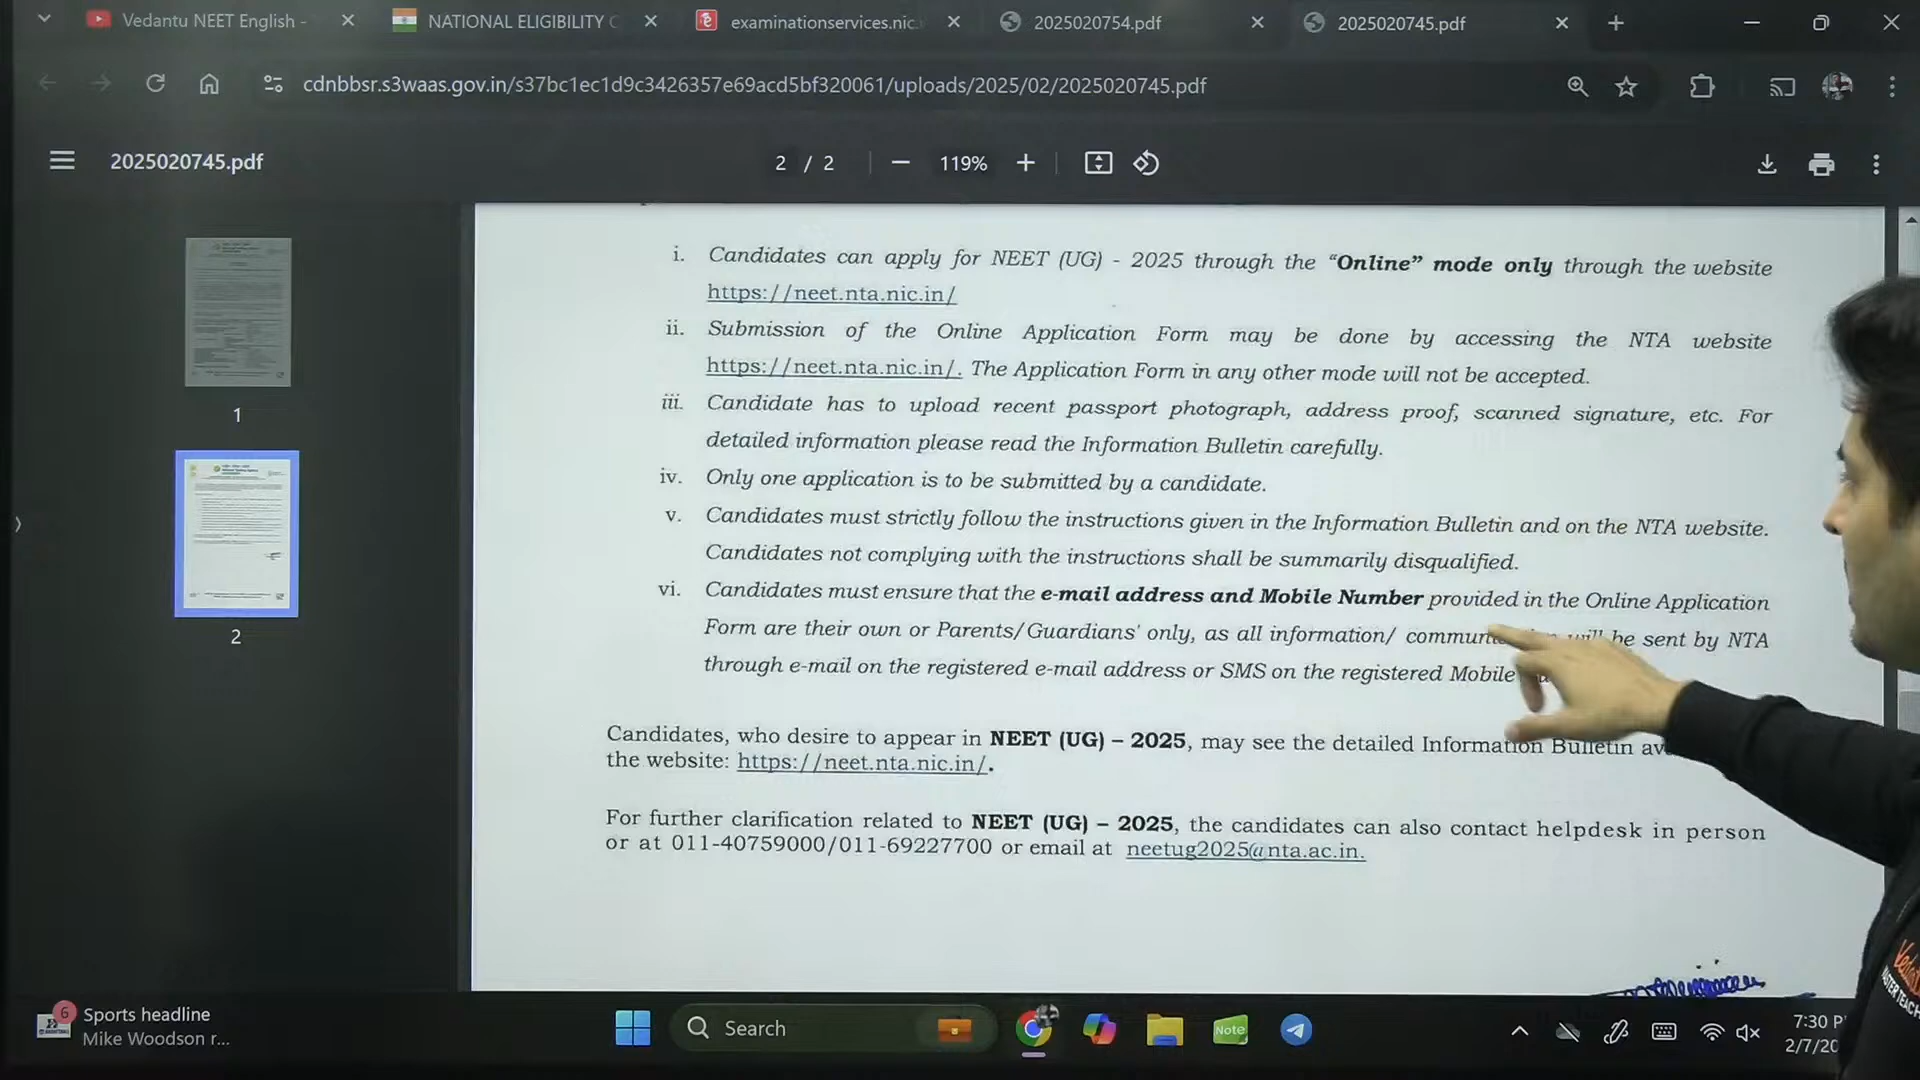 Vedantu NEET English -
NATIONAL ELIGIBILITY C
examinationservices.nic.
2025020754.pdf
2025020745.pdf
cdnbbsr.s3waas.gov.in/s37bc1ec1d9c3426357e69acd5bf320061/uploads/2025/02/2025020745.pdf
2025020745.pdf
2 / 2
119%
1
2
i. Candidates can apply for NEET (UG) - 2025 through the “Online” mode only through the website
https://neet.nta.nic.in/
ii. Submission of the Online Application Form may be done by accessing the NTA website
https://neet.nta.nic.in/. The Application Form in any other mode will not be accepted.
iii. Candidate has to upload recent passport photograph, address proof, scanned signature, etc. For
detailed information please read the Information Bulletin carefully.
iv. Only one application is to be submitted by a candidate.
v. Candidates must strictly follow the instructions given in the Information Bulletin and on the NTA website.
Candidates not complying with the instructions shall be summarily disqualified.
vi. Candidates must ensure that the e-mail address and Mobile Number provided in the Online Application
Form are their own or Parents/Guardians' only, as all information/ will be sent by NTA
through e-mail on the registered e-mail address or SMS on the registered Mobile
Candidates, who desire to appear in NEET (UG) – 2025, may see the detailed Information Bulletin
the website: https://neet.nta.nic.in/.
For further clarification related to NEET (UG) – 2025, the candidates can also contact helpdesk in person
or at 011-40759000/011-69227700 or email at neetug2025@nta.ac.in.
6
Sports headline
Mike Woodson r...
Search
Note
7:30 P
2/7/20